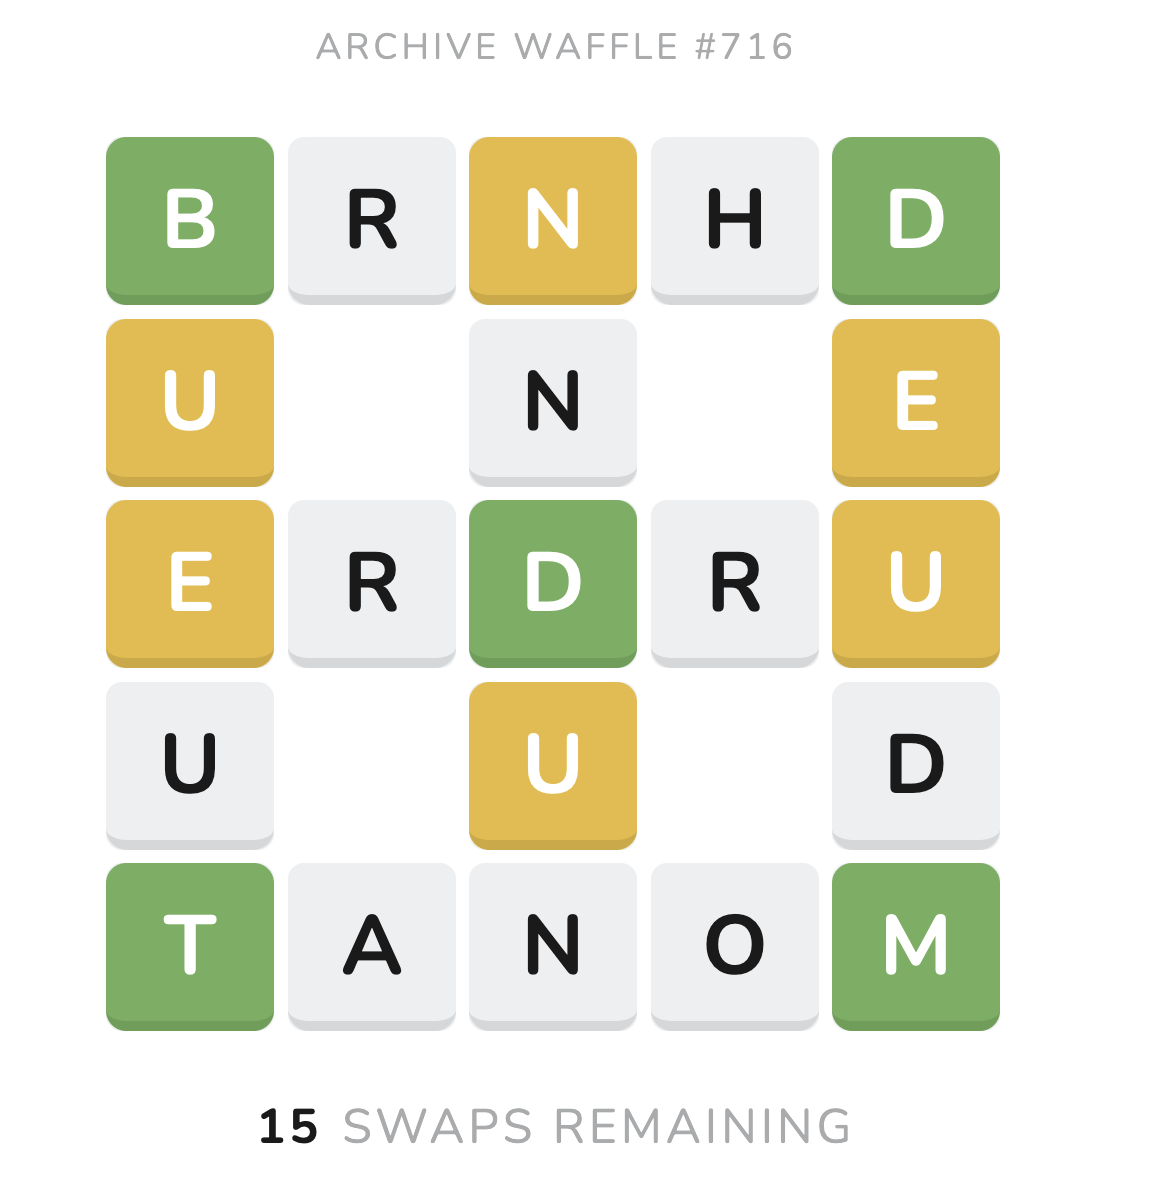 ARCHIVE WAFFLE #716
B R N H D
U N E
E R D R U
U U D
T A N O M
15 SWAPS REMAINING